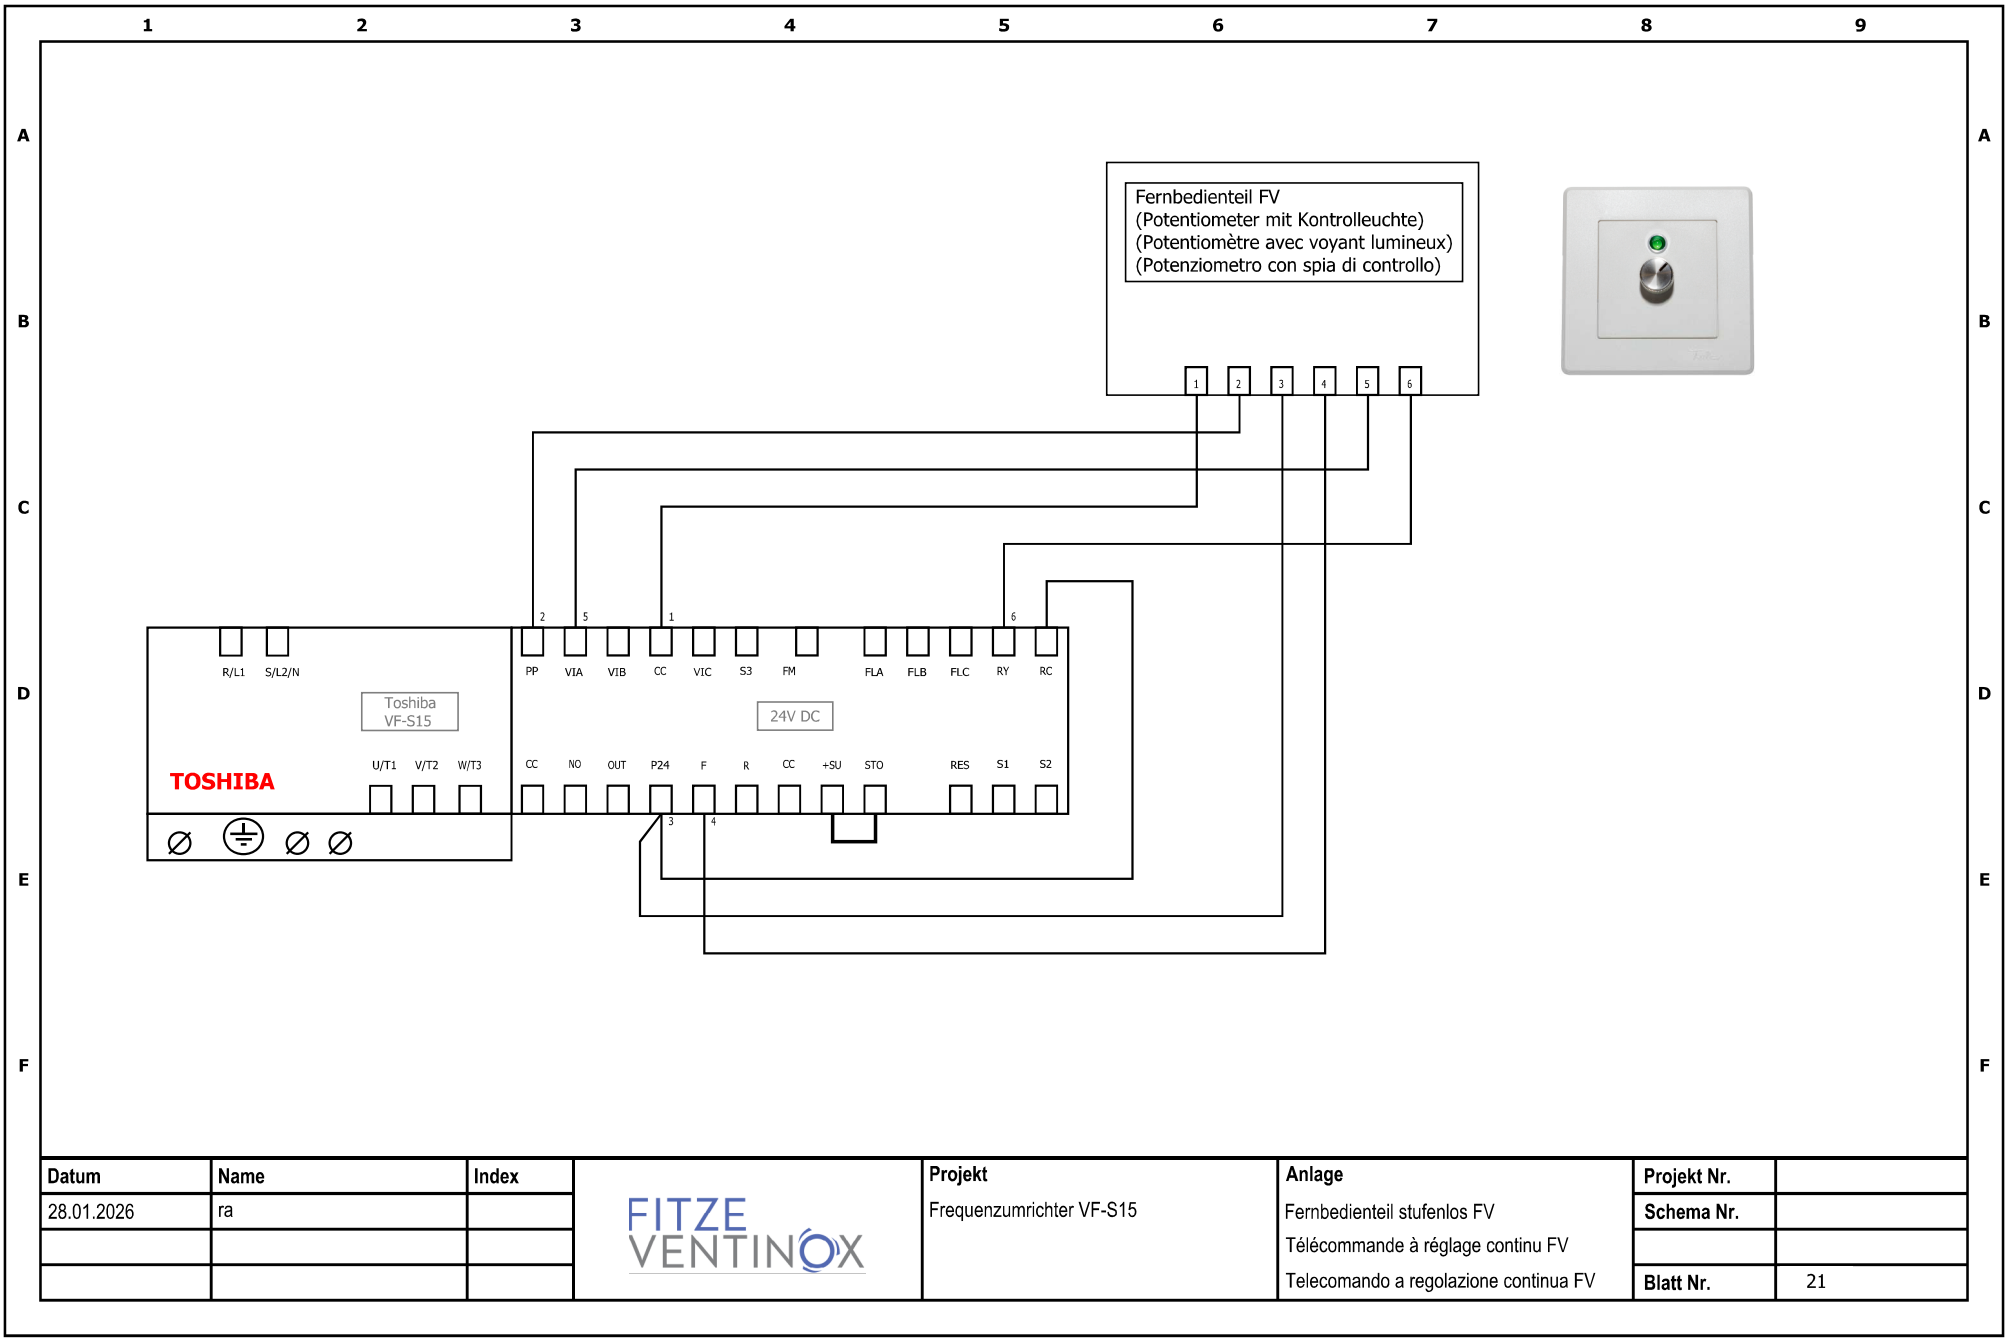 1 2 3 4 5 6 7 8 9
A A
Fernbedienteil FV
(Potentiometer mit Kontrolleuchte)
(Potentiomètre avec voyant lumineux)
(Potenziometro con spia di controllo)
B B
1 2 3 4 5 6
C C
2 5 1 6
R/L1 S/L2/N PP VIA VIB CC VIC S3 FM FLA FLB FLC RY RC
D D
Toshiba
VF-S15
24V DC
U/T1 V/T2 W/T3 CC NO OUT P24 F R CC +SU STO RES S1 S2
TOSHIBA
3 4
E E
F F
Datum Name Index
28.01.2026 ra
FITZE
VENTINOX
Projekt
Frequenzumrichter VF-S15
Anlage
Fernbedienteil stufenlos FV
Télécommande à réglage continu FV
Telecomando a regolazione continua FV
Projekt Nr.
Schema Nr.
Blatt Nr. 21